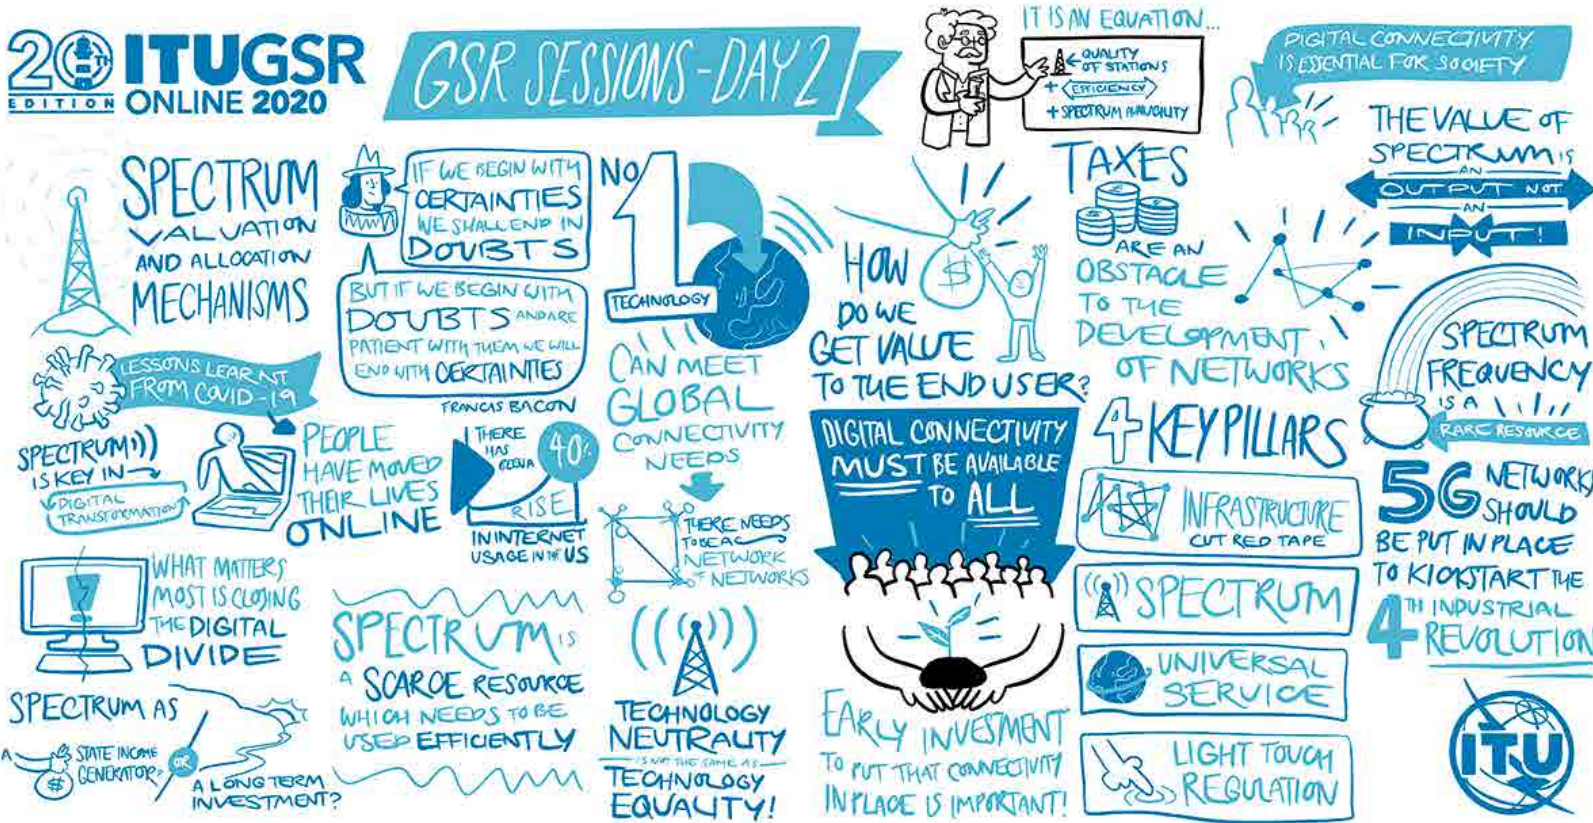 20TH
EDITION
ITUGSR
ONLINE 2020
GSR SESSIONS - DAY 2
IT IS AN EQUATION...
QUALITY
OF STATIONS
+ EFFICIENCY
+ SPECTRUM AVAILABILITY
DIGITAL CONNECTIVITY
IS ESSENTIAL FOR SOCIETY
SPECTRUM
VALUATION
AND ALLOCATION
MECHANISMS
IF WE BEGIN WITH
CERTAINTIES
WE SHALL END IN
DOUBTS
BUT IF WE BEGIN WITH
DOUBTS AND ARE
PATIENT WITH THEM WE WILL
END WITH CERTAINTIES
FRANCIS BACON
LESSONS LEARNT
FROM COVID-19
SPECTRUM
IS KEY IN
DIGITAL
TRANSFORMATION
PEOPLE
HAVE MOVED
THEIR LIVES
ONLINE
THERE
HAS
BEEN A
40%
RISE
IN INTERNET
USAGE IN THE US
WHAT MATTERS
MOST IS CLOSING
THE DIGITAL
DIVIDE
SPECTRUM AS
A
STATE INCOME
GENERATOR?
OR
A LONG TERM
INVESTMENT?
SPECTRUM IS
A SCARCE RESOURCE
WHICH NEEDS TO BE
USED EFFICIENTLY
NO 1
TECHNOLOGY
CAN MEET
GLOBAL
CONNECTIVITY
NEEDS
THERE NEEDS
TO BE A
NETWORK
OF NETWORKS
TECHNOLOGY
NEUTRALITY
IS NOT THE SAME AS
TECHNOLOGY
EQUALITY!
$
HOW
DO WE
GET VALUE
TO THE END USER?
DIGITAL CONNECTIVITY
MUST BE AVAILABLE
TO ALL
EARLY INVESTMENT
TO PUT THAT CONNECTIVITY
IN PLACE IS IMPORTANT!
TAXES
ARE AN
OBSTACLE
TO THE
DEVELOPMENT
OF NETWORKS
4 KEY PILLARS
INFRASTRUCTURE
CUT RED TAPE
SPECTRUM
UNIVERSAL
SERVICE
LIGHT TOUCH
REGULATION
THE VALUE OF
SPECTRUM IS
AN
OUTPUT NOT
AN
INPUT!
SPECTRUM
FREQUENCY
IS A
RARE RESOURCE
5G NETWORKS
SHOULD
BE PUT IN PLACE
TO KICKSTART THE
4TH INDUSTRIAL
REVOLUTION
ITU